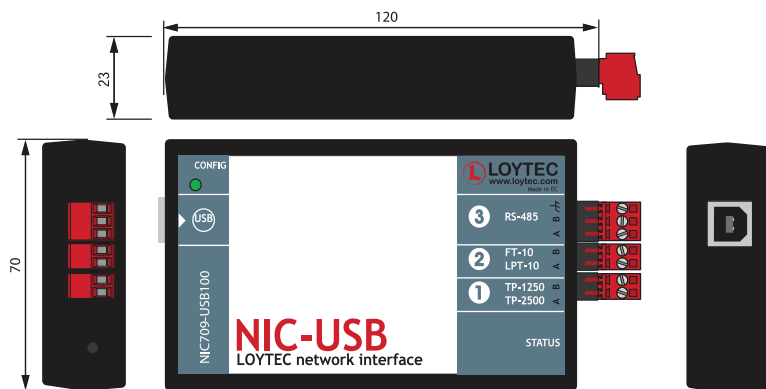 120
23
70
CONFIG
USB
NIC709-USB100
NIC-USB
LOYTEC network interface
L LOYTEC
www.loytec.com
Made in EC
3 RS-485
A B
2 FT-10
LPT-10
A B
1 TP-1250
TP-2500
A B
STATUS